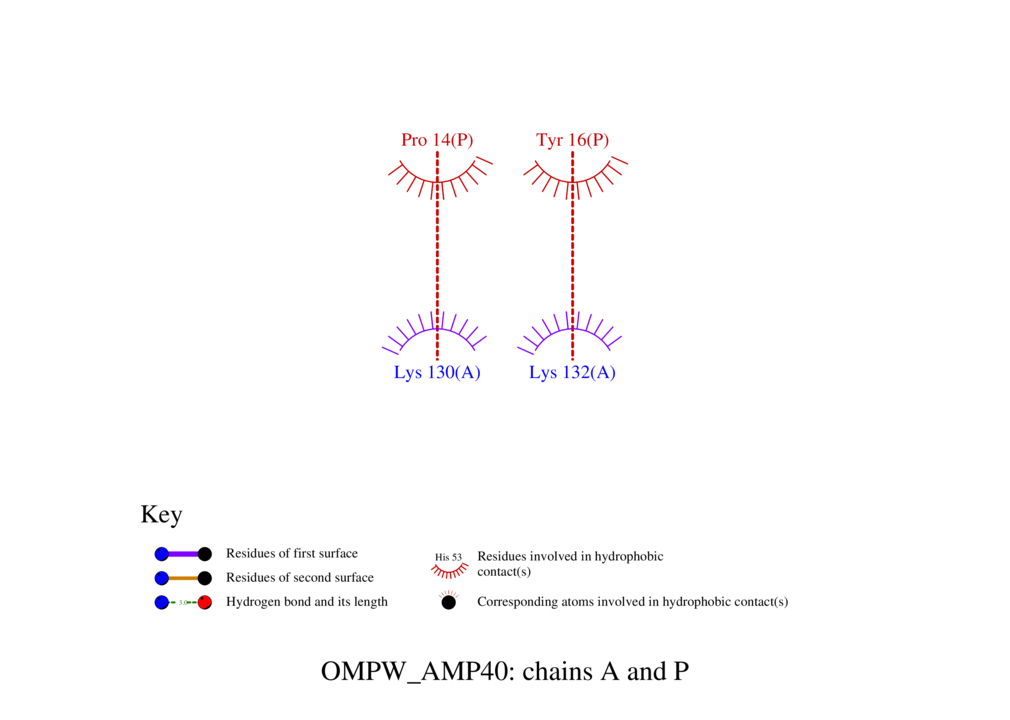 Pro 14(P)
Tyr 16(P)
Lys 130(A)
Lys 132(A)
Key
Residues of first surface
Residues of second surface
3.0
Hydrogen bond and its length
His 53
Residues involved in hydrophobic
contact(s)
Corresponding atoms involved in hydrophobic contact(s)
OMPW_AMP40: chains A and P